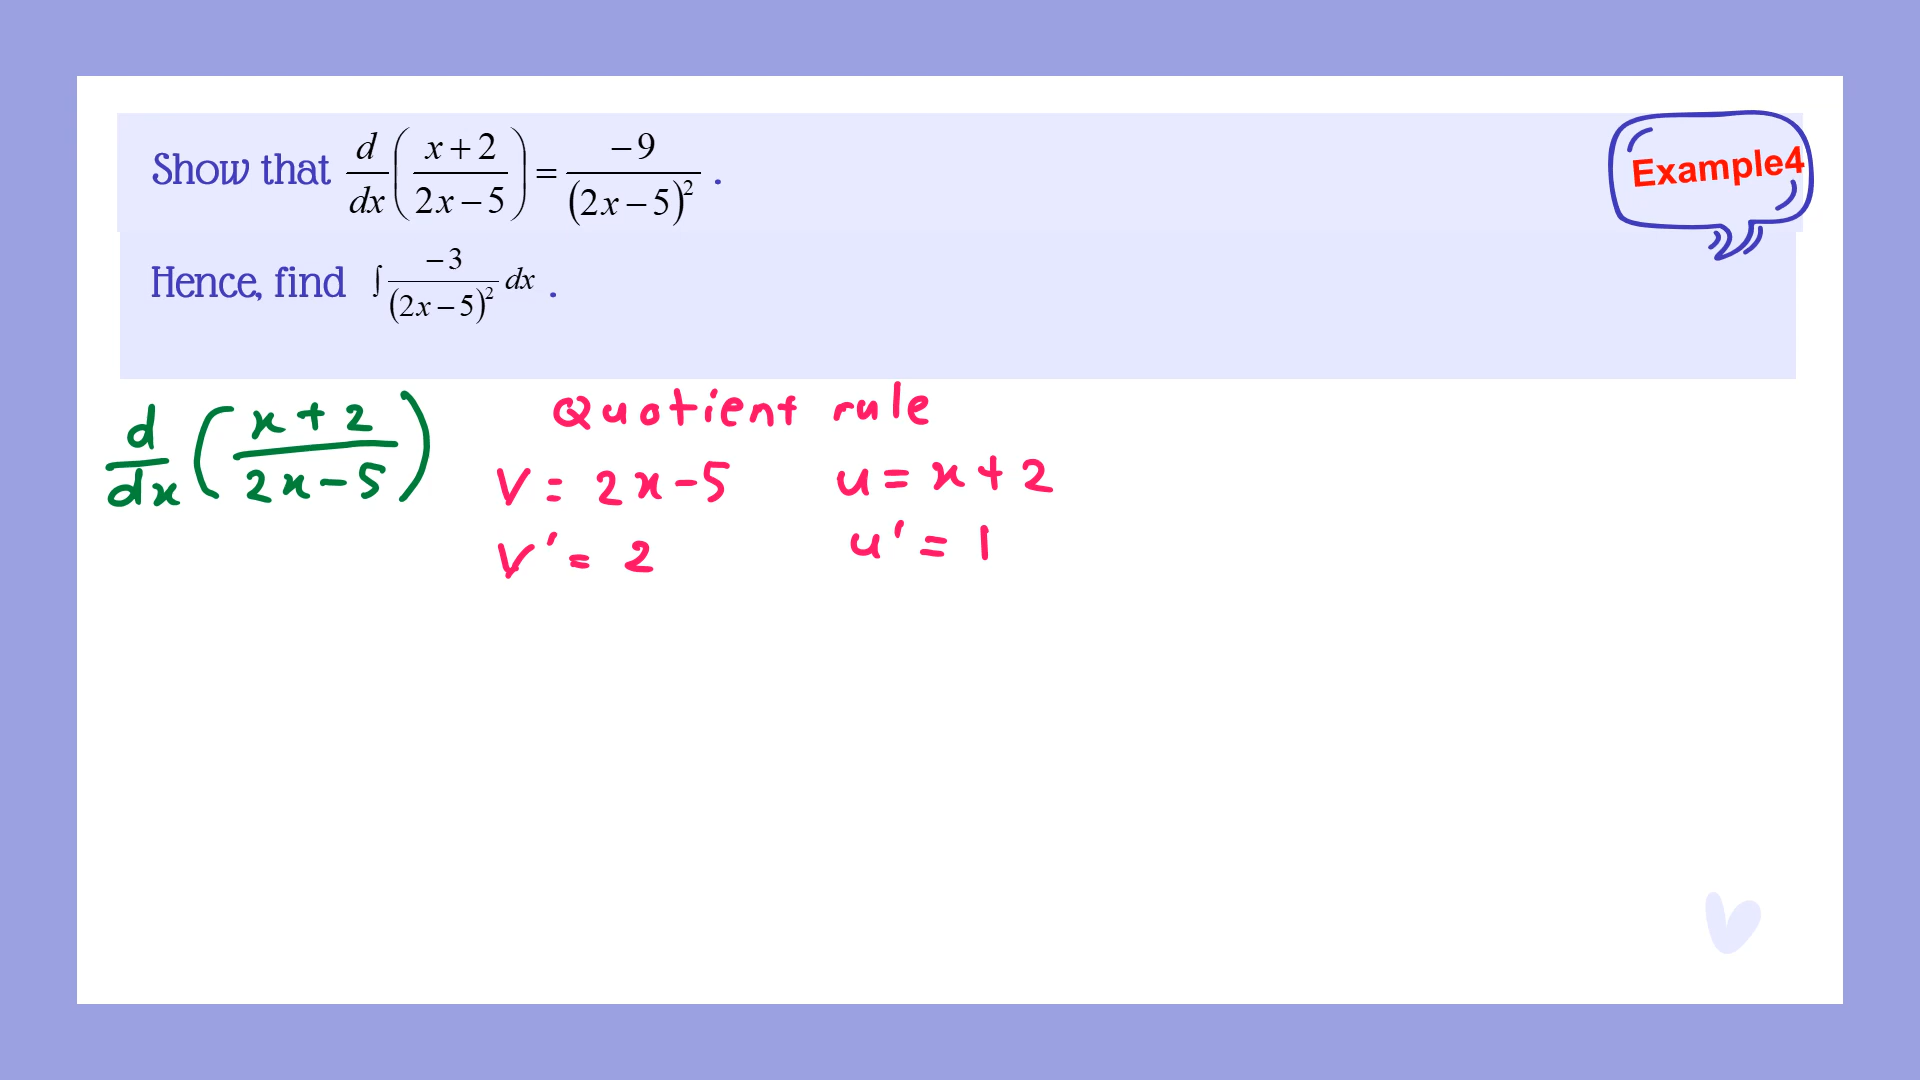 Show that d/dx ( (x + 2)/(2x − 5) ) = −9/(2x − 5)² .
Example4
Hence, find ∫ −3/(2x − 5)² dx .
d/dx ( (x + 2)/(2x − 5) )
Quotient rule
V = 2x − 5
u = x + 2
V' = 2
u' = 1